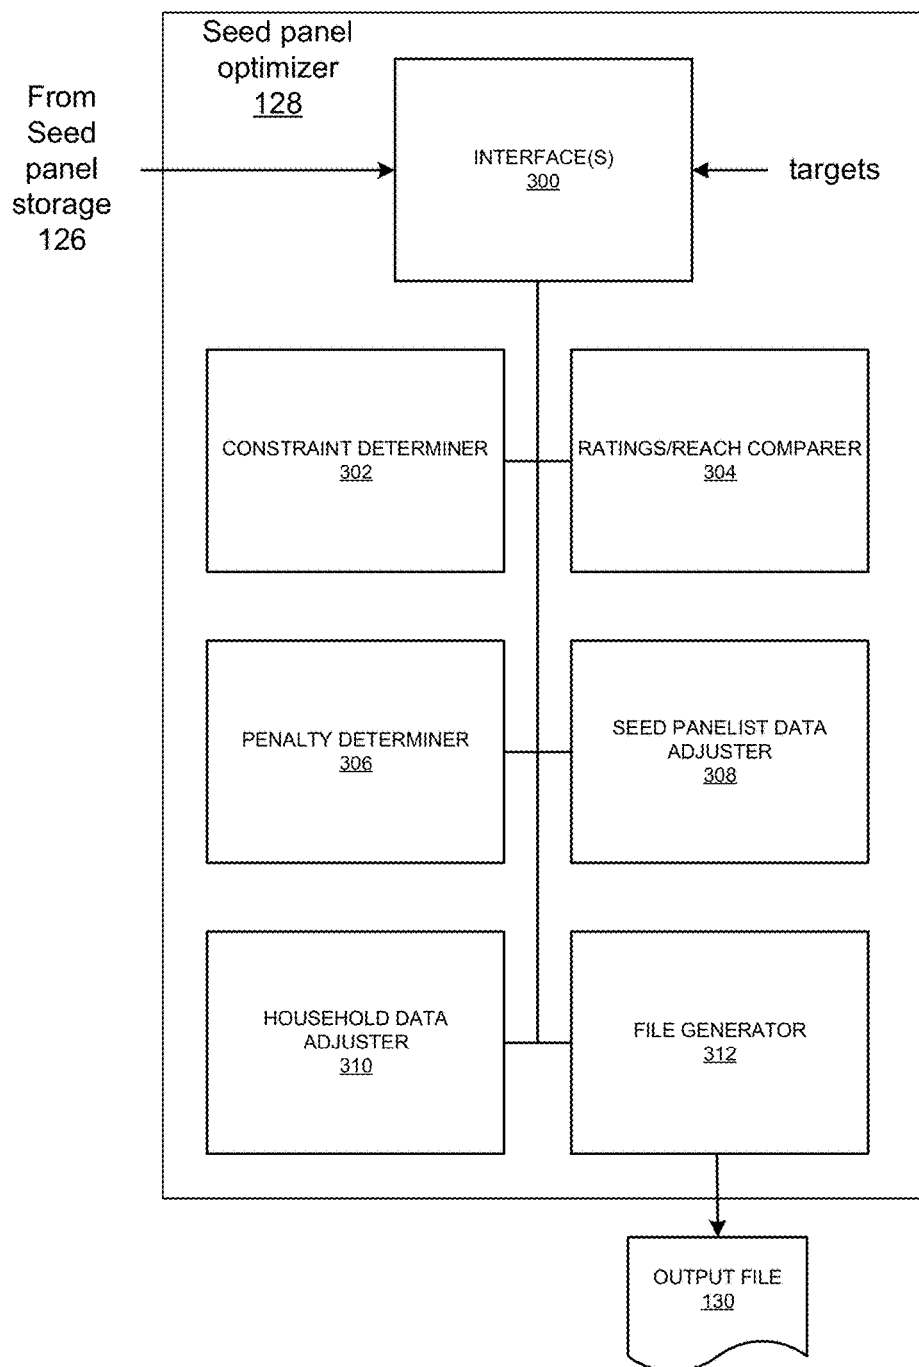 Seed panel
optimizer
128
From
Seed
panel
storage
126
INTERFACE(S)
300
targets
CONSTRAINT DETERMINER
302
RATINGS/REACH COMPARER
304
PENALTY DETERMINER
306
SEED PANELIST DATA
ADJUSTER
308
HOUSEHOLD DATA
ADJUSTER
310
FILE GENERATOR
312
OUTPUT FILE
130